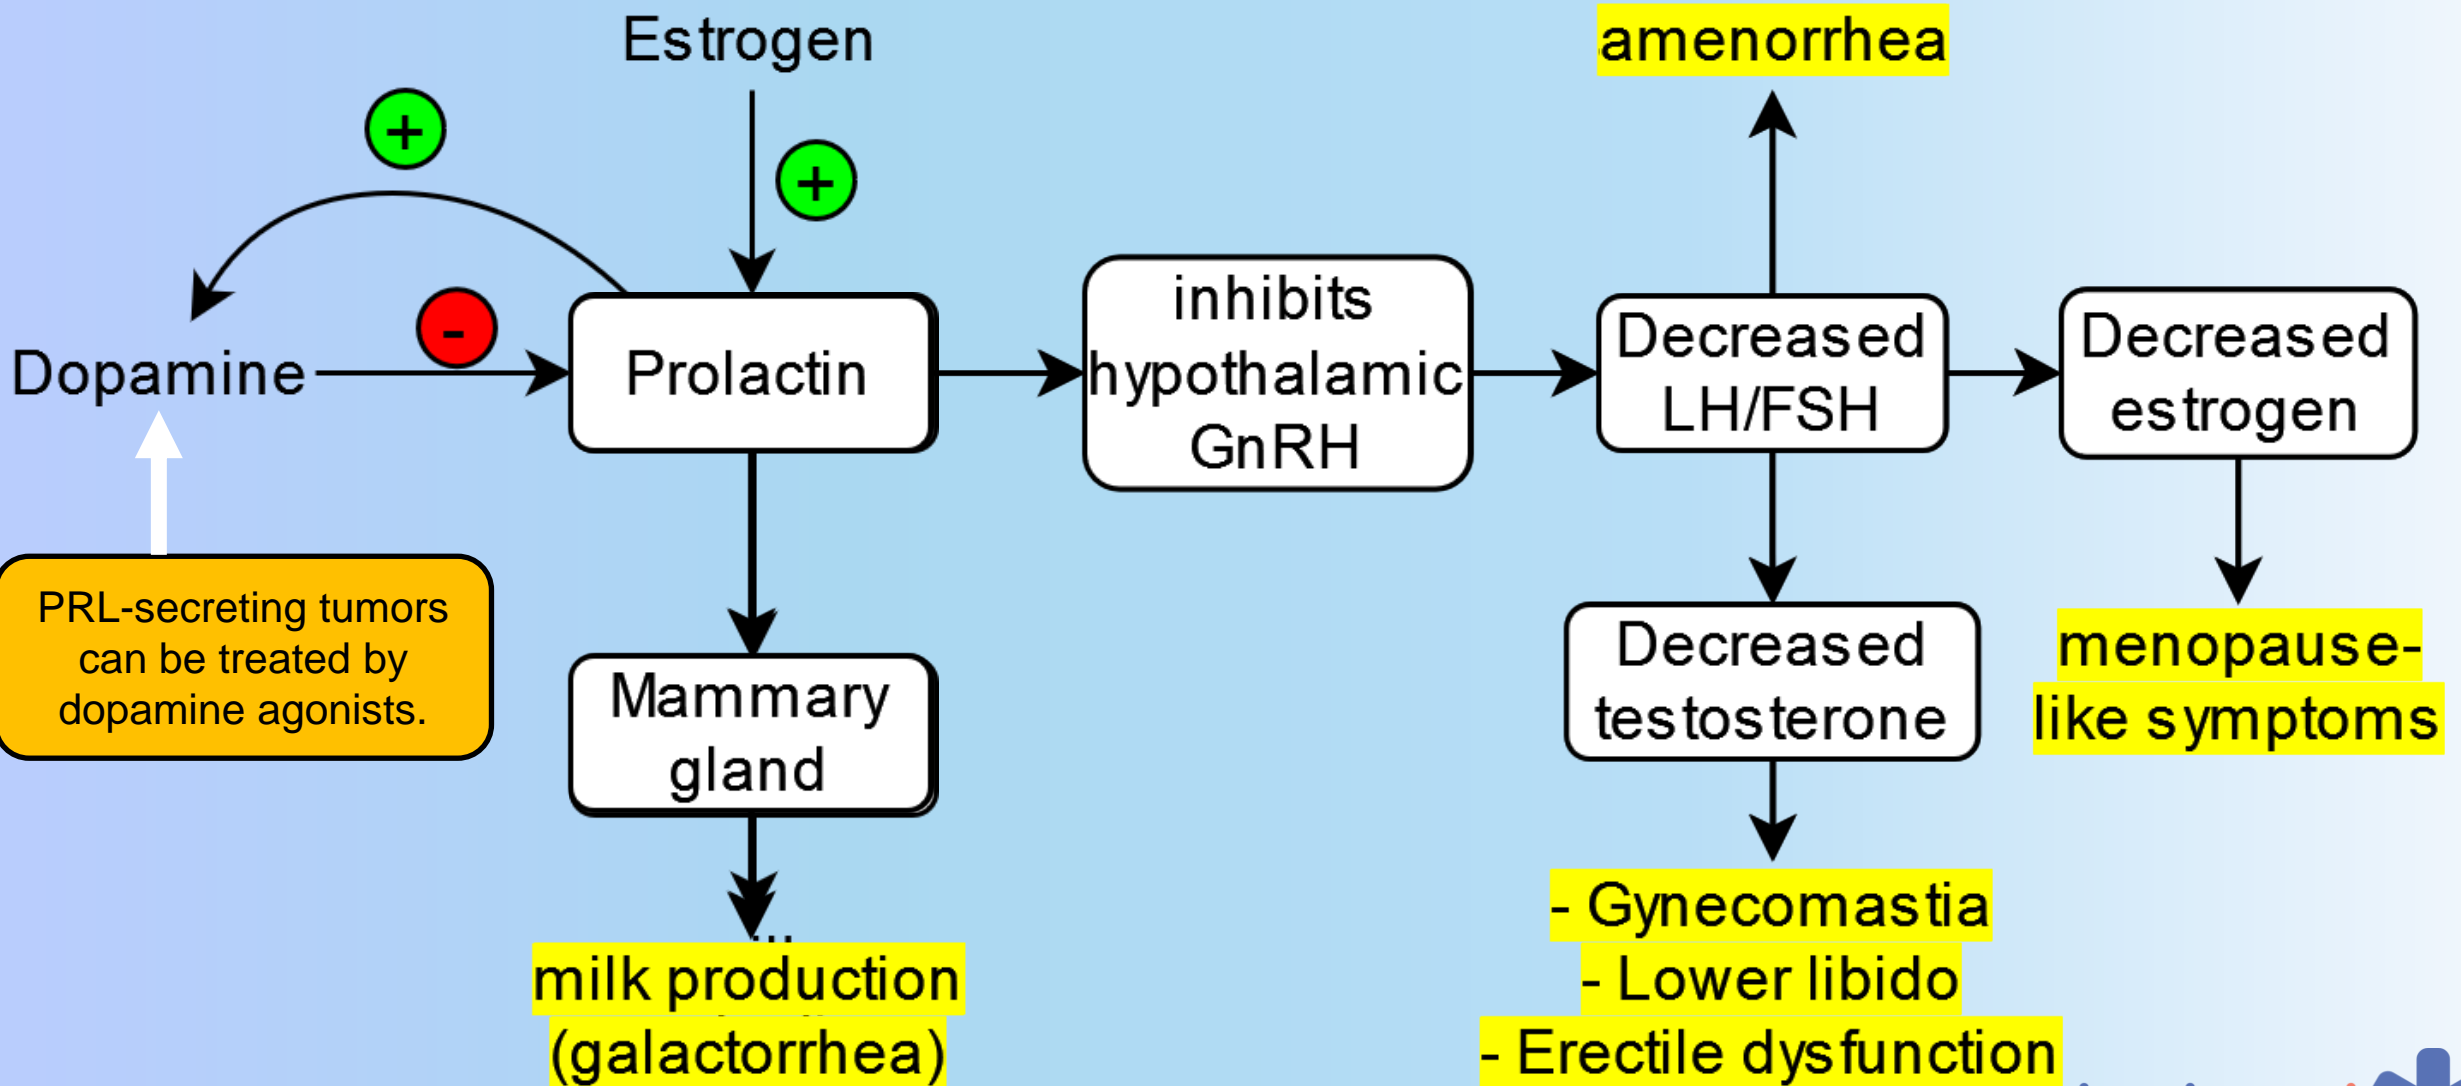 Estrogen
amenorrhea
+
+
-
Dopamine
Prolactin
inhibits
hypothalamic
GnRH
Decreased
LH/FSH
Decreased
estrogen
PRL-secreting tumors
can be treated by
dopamine agonists.
Mammary
gland
Decreased
testosterone
menopause-
like symptoms
milk production
(galactorrhea)
- Gynecomastia
- Lower libido
- Erectile dysfunction